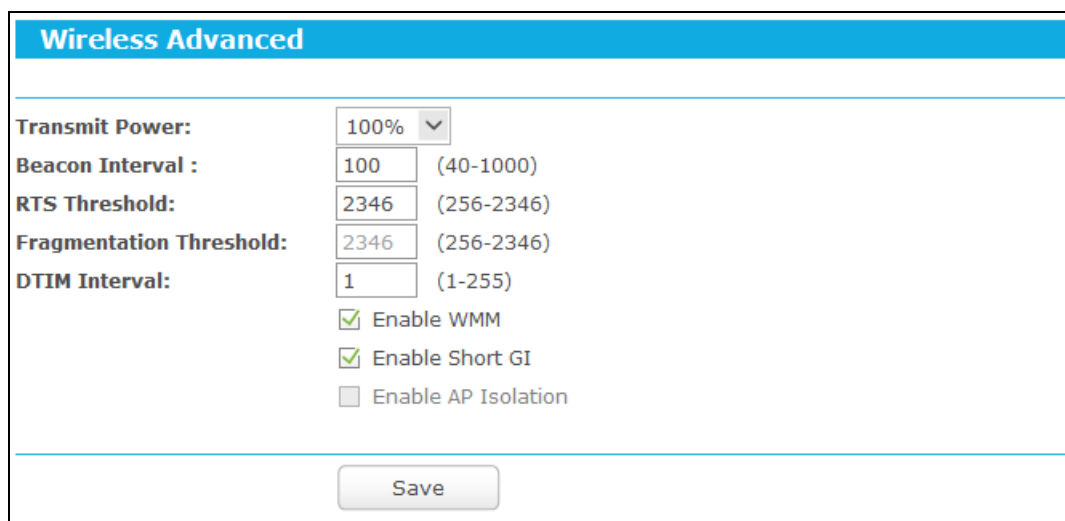 Wireless Advanced
Transmit Power: 100%
Beacon Interval : 100 (40-1000)
RTS Threshold: 2346 (256-2346)
Fragmentation Threshold: 2346 (256-2346)
DTIM Interval: 1 (1-255)
Enable WMM
Enable Short GI
Enable AP Isolation
Save